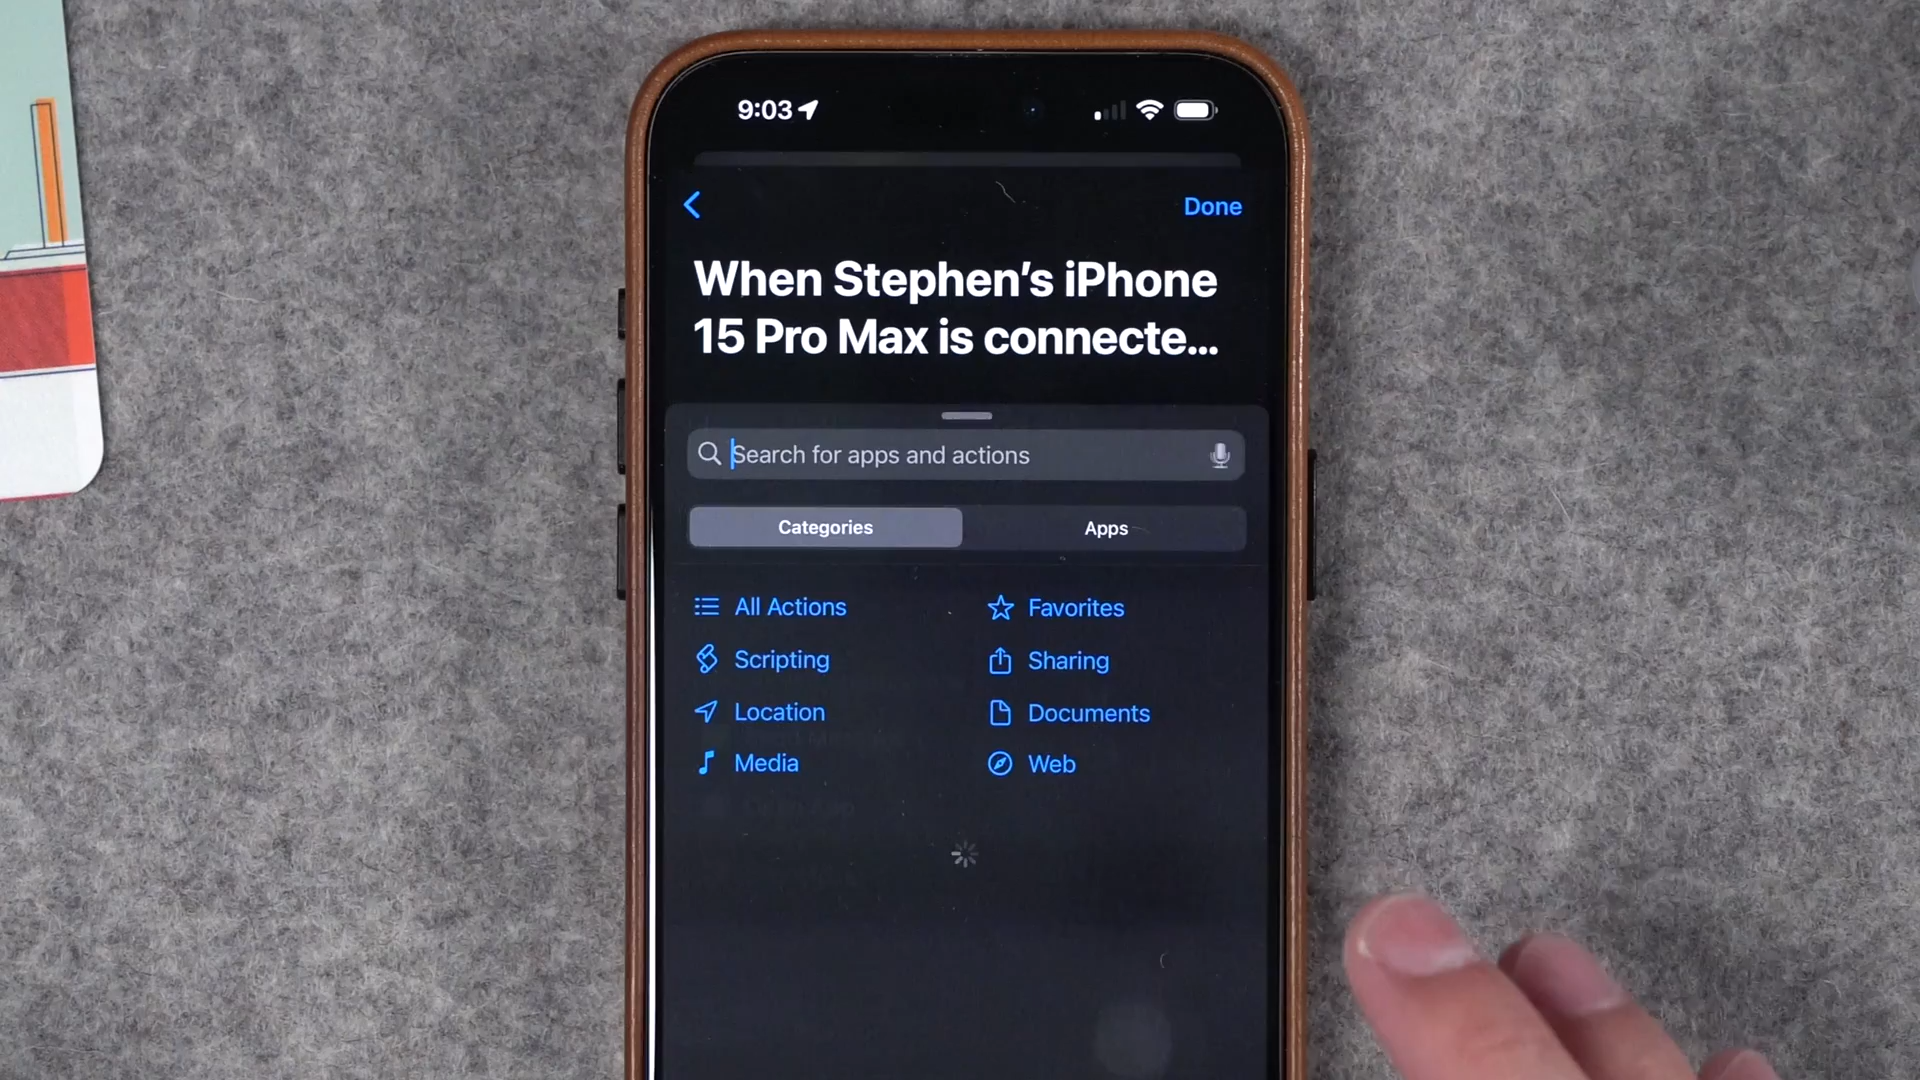 9:03
Done
When Stephen’s iPhone
15 Pro Max is connecte...
Search for apps and actions
Categories
Apps
All Actions
Favorites
Scripting
Sharing
Location
Documents
Media
Web